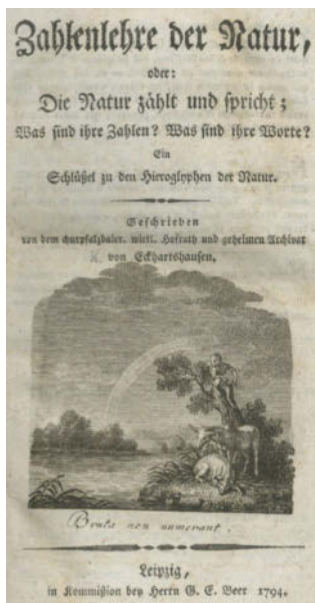 Zahlenlehre der Natur,
oder:
Die Natur zählt und spricht;
Was sind ihre Zahlen? Was sind ihre Worte?
Ein
Schlüßel zu den Hieroglyphen der Natur.
Geschrieben
von dem churpfalzbaier. wirkl. Hofrath und geheimen Archivar
von Eckhartshausen.
Bruta non numerant.
Leipzig,
in Kommißion bey Herrn G. E. Beer 1794.